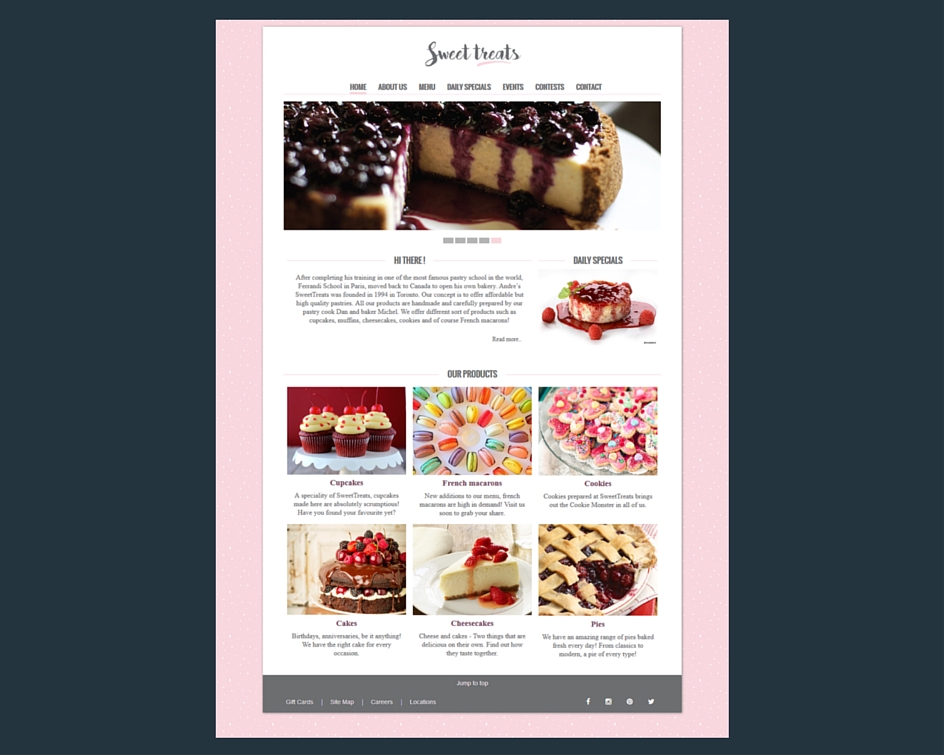 Sweet treats
HOME ABOUT US MENU DAILY SPECIALS EVENTS CONTESTS CONTACT
HI THERE !
After completing his training in one of the most famous pastry school in the world,
Ferrandi School in Paris, moved back to Canada to open his own bakery. Andre's
SweetTreats was founded in 1994 in Toronto. Our concept is to offer affordable but
high quality pastries. All our products are handmade and carefully prepared by our
pastry cook Dan and baker Michel. We offer different sort of products such as
cupcakes, muffins, cheesecakes, cookies and of course French macarons!
Read more..
DAILY SPECIALS
OUR PRODUCTS
Cupcakes
A speciality of SweetTreats, cupcakes
made here are absolutely scrumptious!
Have you found your favourite yet?
French macarons
New additions to our menu, french
macarons are high in demand! Visit us
soon to grab your share.
Cookies
Cookies prepared at SweetTreats brings
out the Cookie Monster in all of us.
Cakes
Birthdays, anniversaries, be it anything!
We have the right cake for every
occasion.
Cheesecakes
Cheese and cakes - Two things that are
delicious on their own. Find out how
they taste together.
Pies
We have an amazing range of pies baked
fresh every day! From classics to
modern, a pie of every type!
Jump to top
Gift Cards | Site Map | Careers | Locations